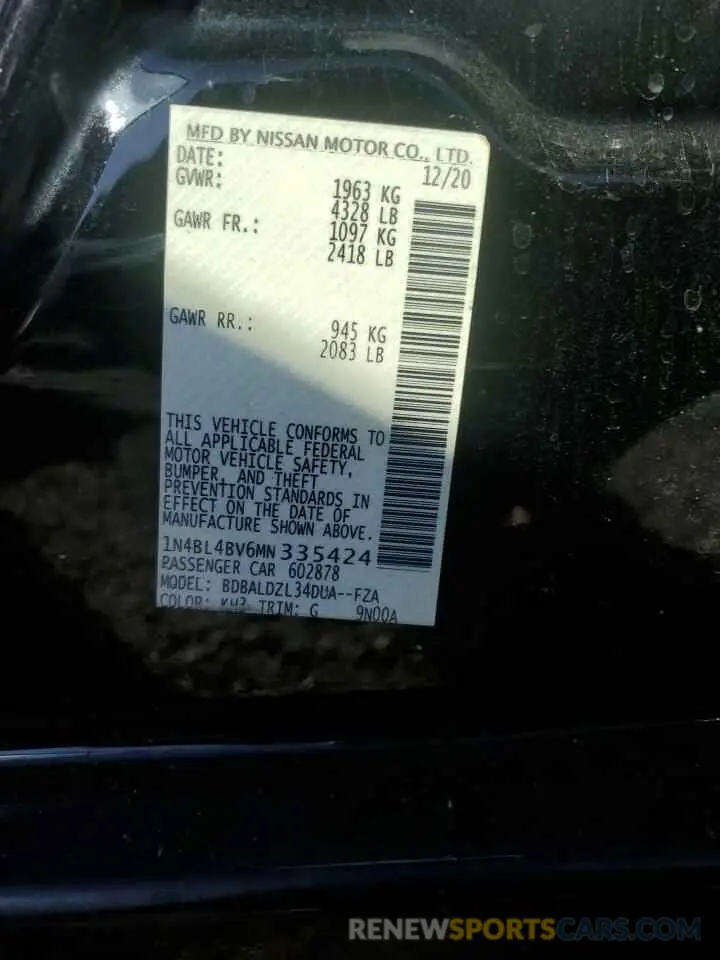 MFD BY NISSAN MOTOR CO., LTD.
DATE: 12/20
GVWR: 1963 KG
4328 LB
GAWR FR.: 1097 KG
2418 LB
GAWR RR.: 945 KG
2083 LB
THIS VEHICLE CONFORMS TO
ALL APPLICABLE FEDERAL
MOTOR VEHICLE SAFETY,
BUMPER, AND THEFT
PREVENTION STANDARDS IN
EFFECT ON THE DATE OF
MANUFACTURE SHOWN ABOVE.
1N4BL4BV6MN335424
PASSENGER CAR 602878
MODEL: BDBALDZL34DUA--FZA
COLOR: KH3 TRIM: G 9N00A
RENEWSPORTSCARS.COM